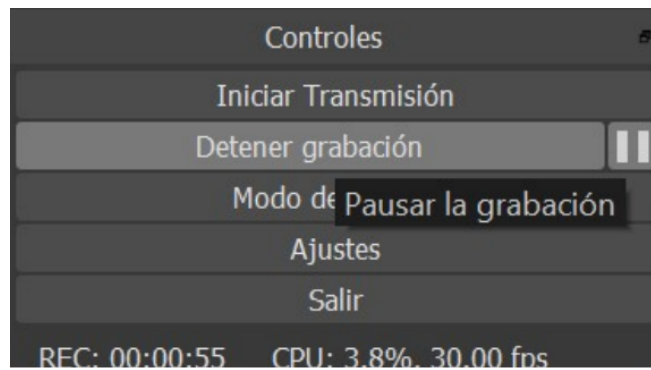 Controles
Iniciar Transmisión
Detener grabación
Modo de
Pausar la grabación
Ajustes
Salir
REC: 00:00:55 CPU: 3.8%, 30.00 fps